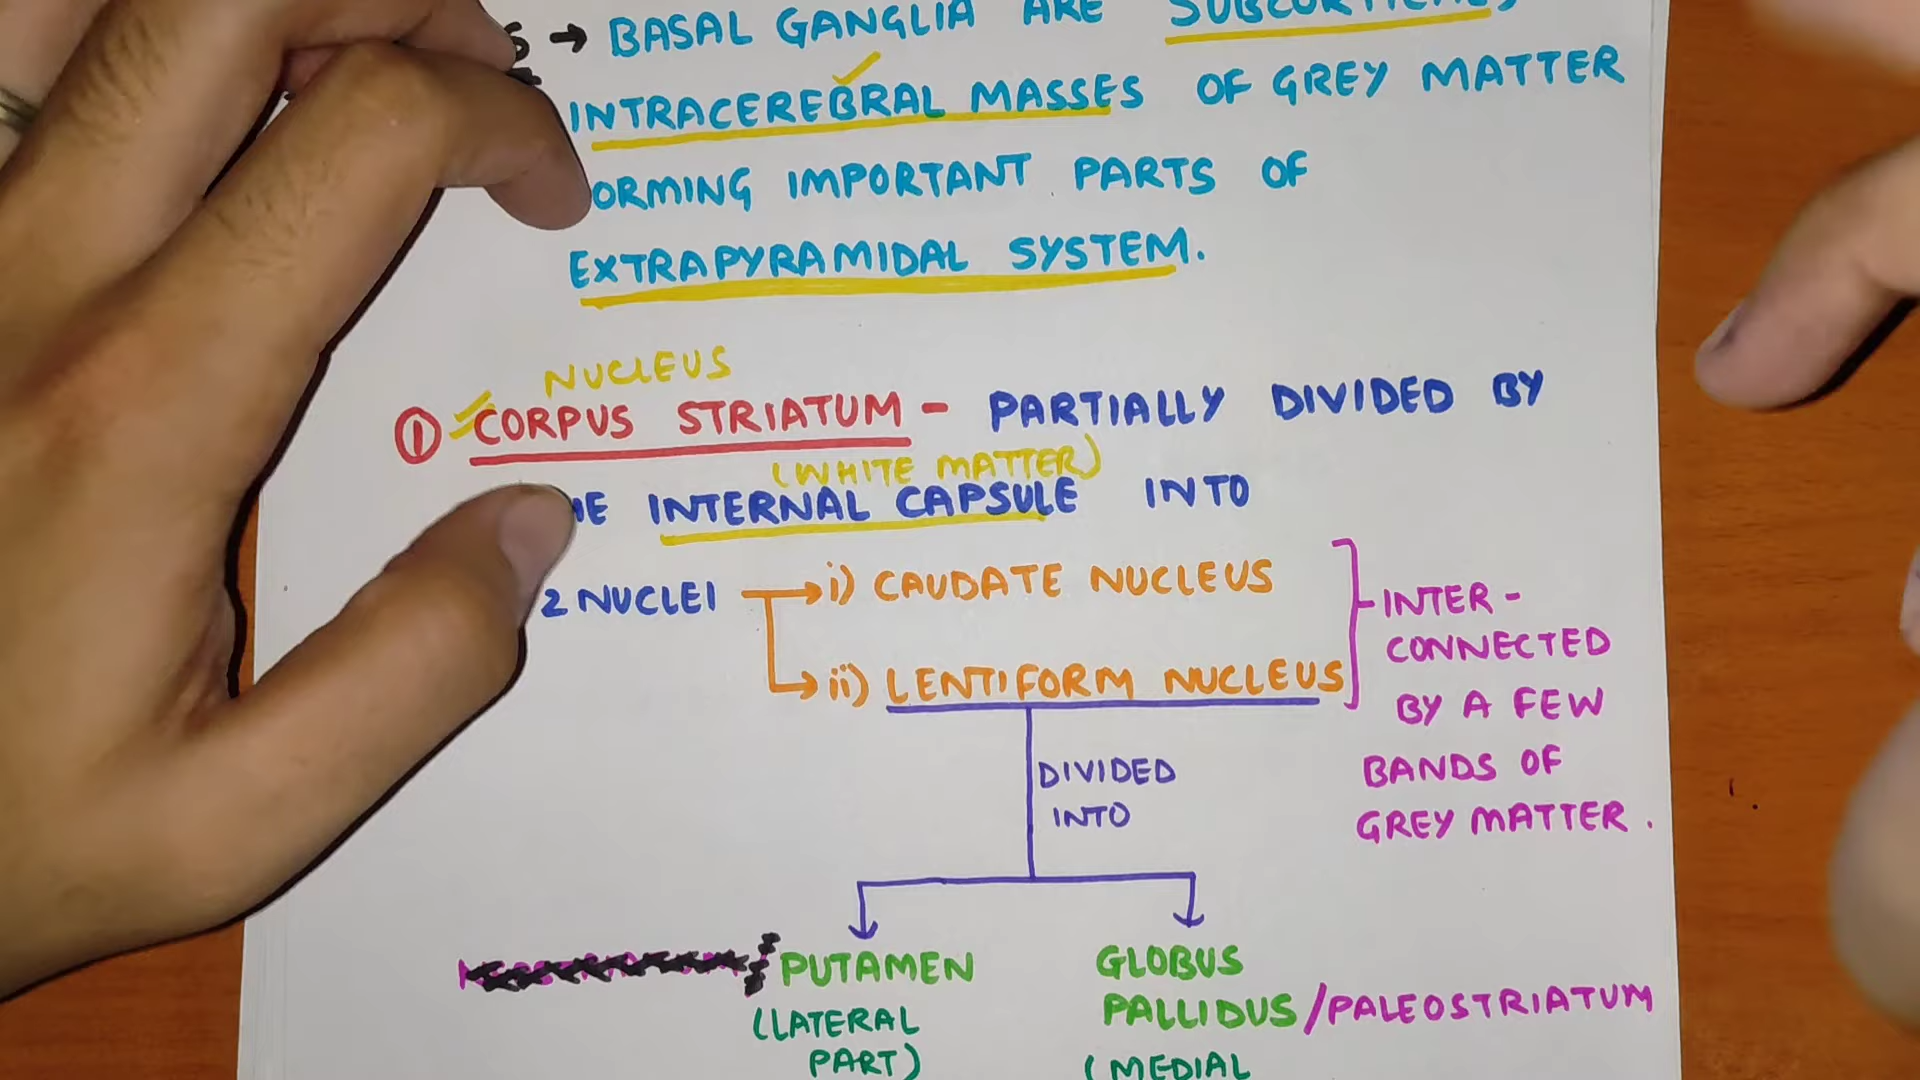 → BASAL GANGLIA ARE SUBCORTICAL,
INTRACEREBRAL MASSES OF GREY MATTER
ORMING IMPORTANT PARTS OF
EXTRAPYRAMIDAL SYSTEM.
NUCLEUS
① CORPUS STRIATUM - PARTIALLY DIVIDED BY
(WHITE MATTER)
HE INTERNAL CAPSULE INTO
2 NUCLEI → i) CAUDATE NUCLEUS
→ ii) LENTIFORM NUCLEUS
INTER-
CONNECTED
BY A FEW
BANDS OF
GREY MATTER.
DIVIDED
INTO
PUTAMEN
(LATERAL
PART)
GLOBUS
PALLIDUS/PALEOSTRIATUM
(MEDIAL